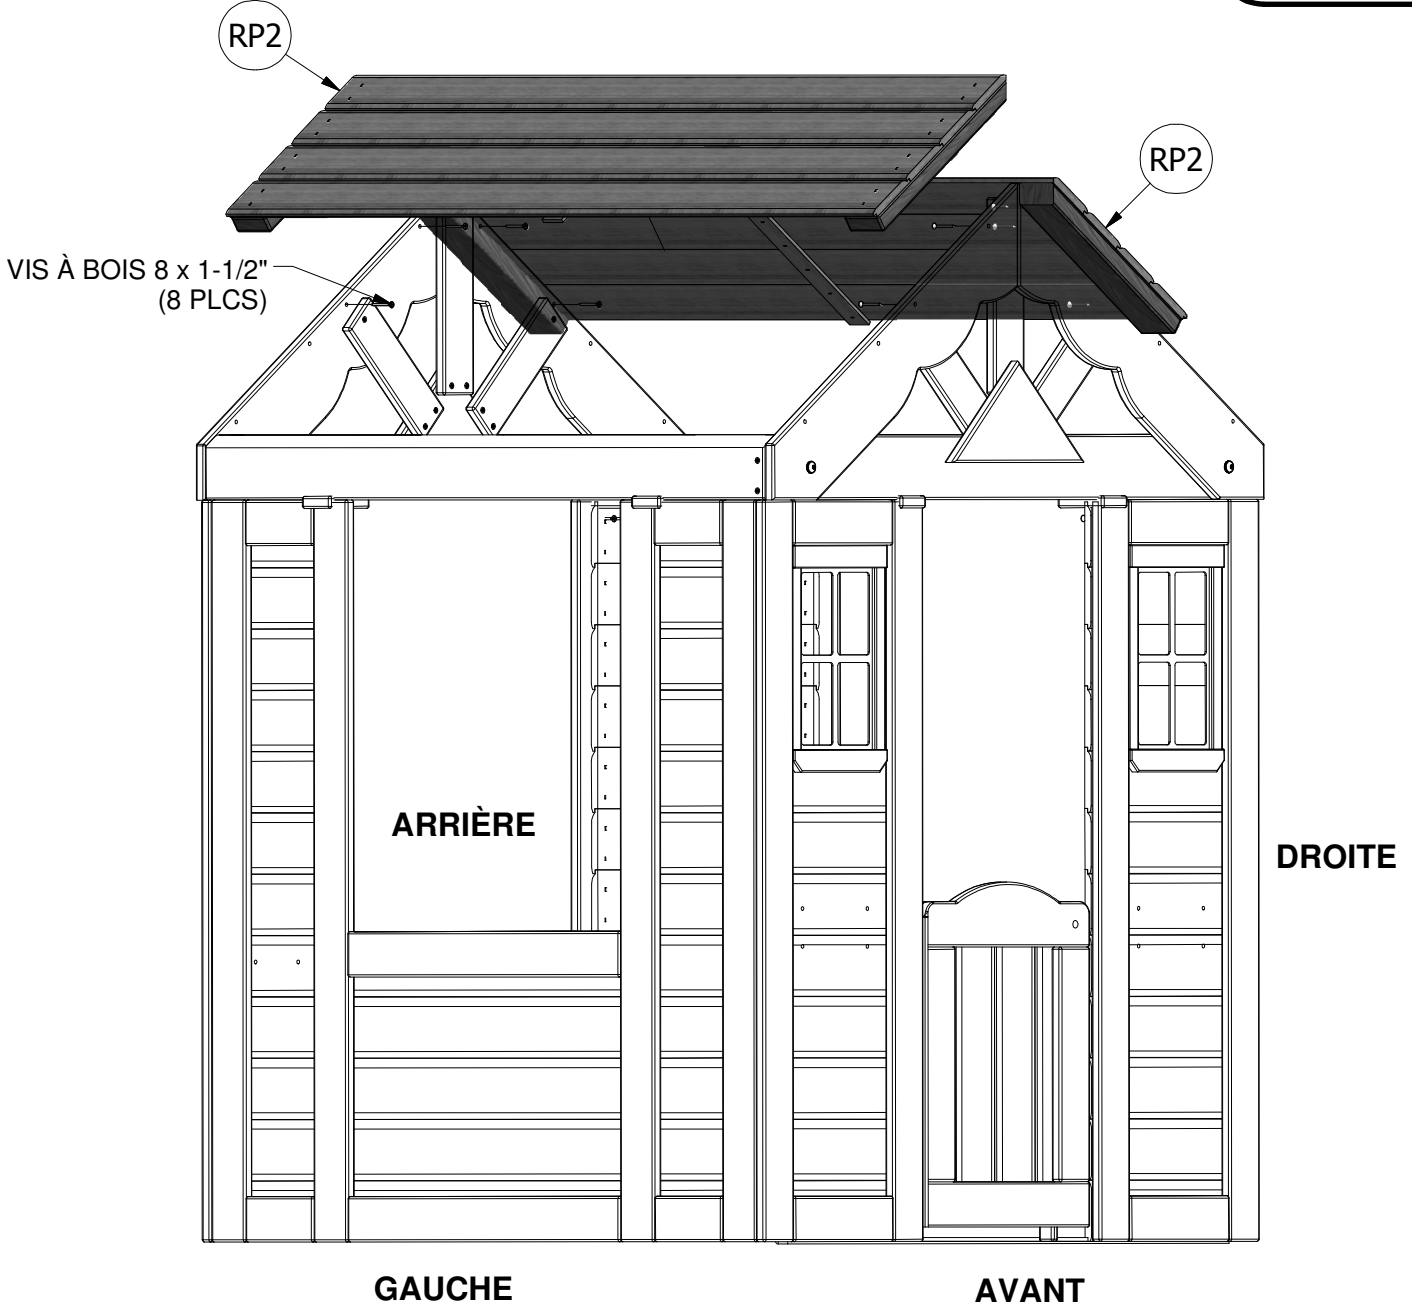 RP2
RP2
VIS À BOIS 8 x 1-1/2"
(8 PLCS)
ARRIÈRE
DROITE
GAUCHE
AVANT